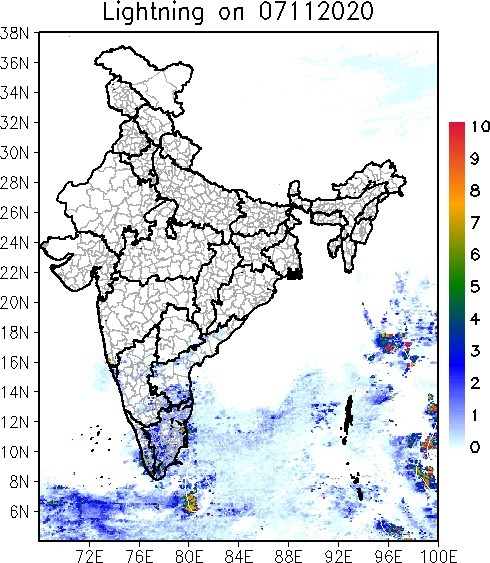 Lightning on 07112020
38N
36N
34N
32N
30N
28N
26N
24N
22N
20N
18N
16N
14N
12N
10N
8N
6N
72E 76E 80E 84E 88E 92E 96E 100E
10
9
8
7
6
5
4
3
2
1
0